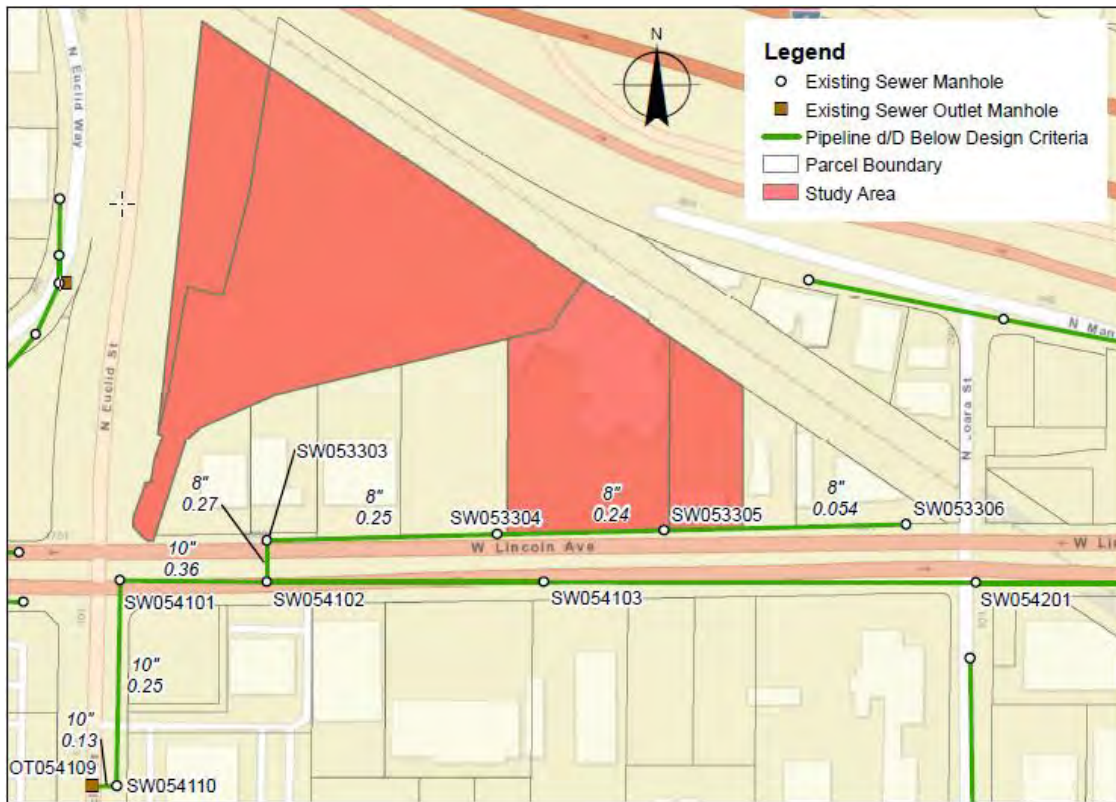 N
Legend
Existing Sewer Manhole
Existing Sewer Outlet Manhole
Pipeline d/D Below Design Criteria
Parcel Boundary
Study Area
N Euclid Way
N Euclid St
N Man
N Loara St
SW053303
8"
0.27
8"
0.25
SW053304
8"
0.24
SW053305
8"
0.054
SW053306
W Lincoln Ave
W Lin
10"
0.36
SW054101
SW054102
SW054103
SW054201
10"
0.25
10"
0.13
OT054109
SW054110